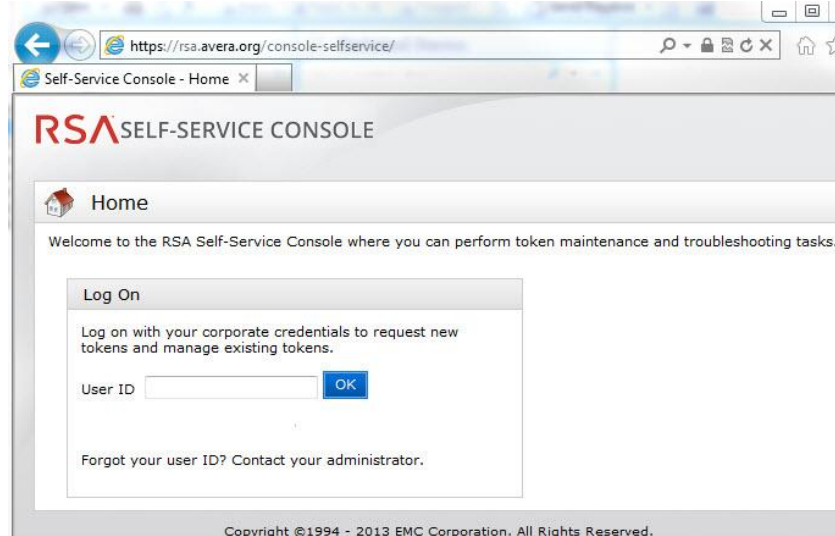 https://rsa.avera.org/console-selfservice/
Self-Service Console - Home
RSA SELF-SERVICE CONSOLE
Home
Welcome to the RSA Self-Service Console where you can perform token maintenance and troubleshooting tasks.
Log On
Log on with your corporate credentials to request new
tokens and manage existing tokens.
User ID
OK
Forgot your user ID? Contact your administrator.
Copyright ©1994 - 2013 EMC Corporation. All Rights Reserved.